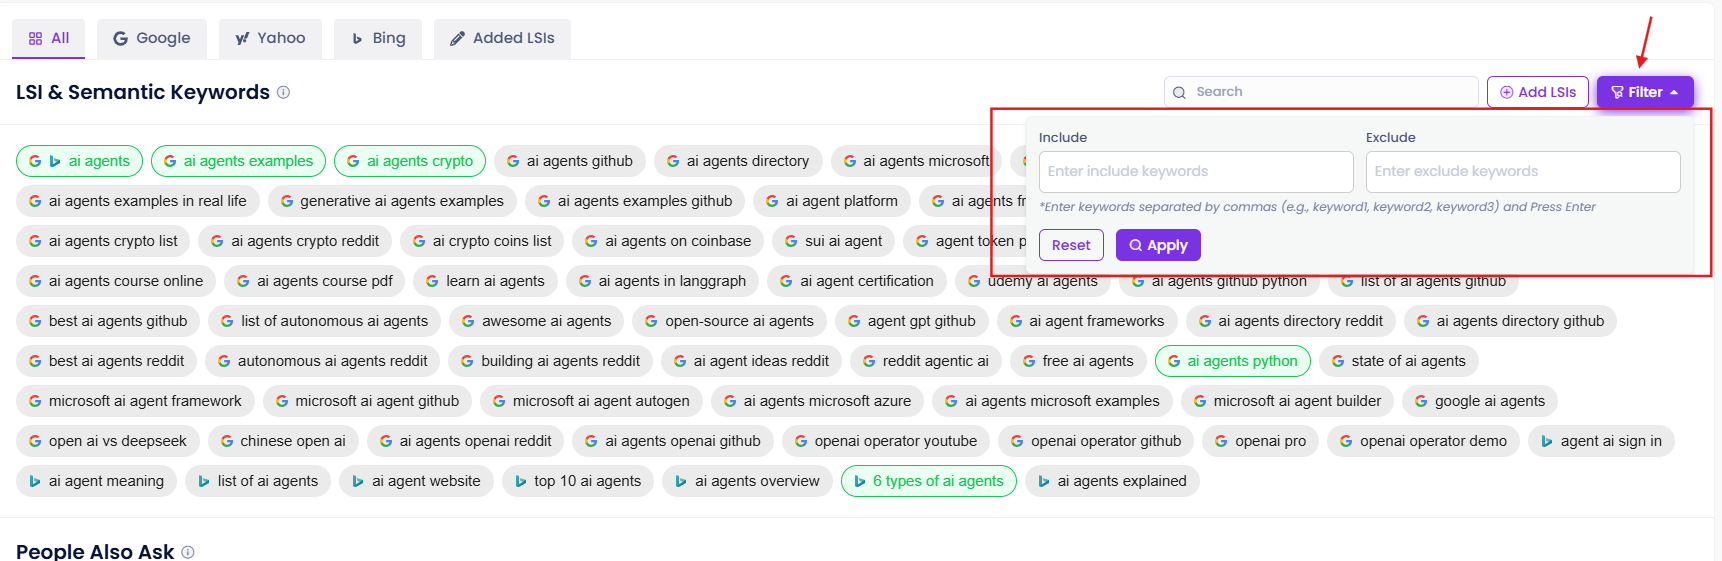 All Google Yahoo Bing Added LSIs
LSI & Semantic Keywords Search Add LSIs Filter
Include Exclude
Enter include keywords Enter exclude keywords
*Enter keywords separated by commas (e.g., keyword1, keyword2, keyword3) and Press Enter
Reset Apply
ai agents ai agents examples ai agents crypto ai agents github ai agents directory ai agents microsoft
ai agents examples in real life generative ai agents examples ai agents examples github ai agent platform ai agents fr
ai agents crypto list ai agents crypto reddit ai crypto coins list ai agents on coinbase sui ai agent agent token p
ai agents course online ai agents course pdf learn ai agents ai agents in langgraph ai agent certification udemy ai agents ai agents github python list of ai agents github
best ai agents github list of autonomous ai agents awesome ai agents open-source ai agents agent gpt github ai agent frameworks ai agents directory reddit ai agents directory github
best ai agents reddit autonomous ai agents reddit building ai agents reddit ai agent ideas reddit reddit agentic ai free ai agents ai agents python state of ai agents
microsoft ai agent framework microsoft ai agent github microsoft ai agent autogen ai agents microsoft azure ai agents microsoft examples microsoft ai agent builder google ai agents
open ai vs deepseek chinese open ai ai agents openai reddit ai agents openai github openai operator youtube openai operator github openai pro openai operator demo agent ai sign in
ai agent meaning list of ai agents ai agent website top 10 ai agents ai agents overview 6 types of ai agents ai agents explained
People Also Ask